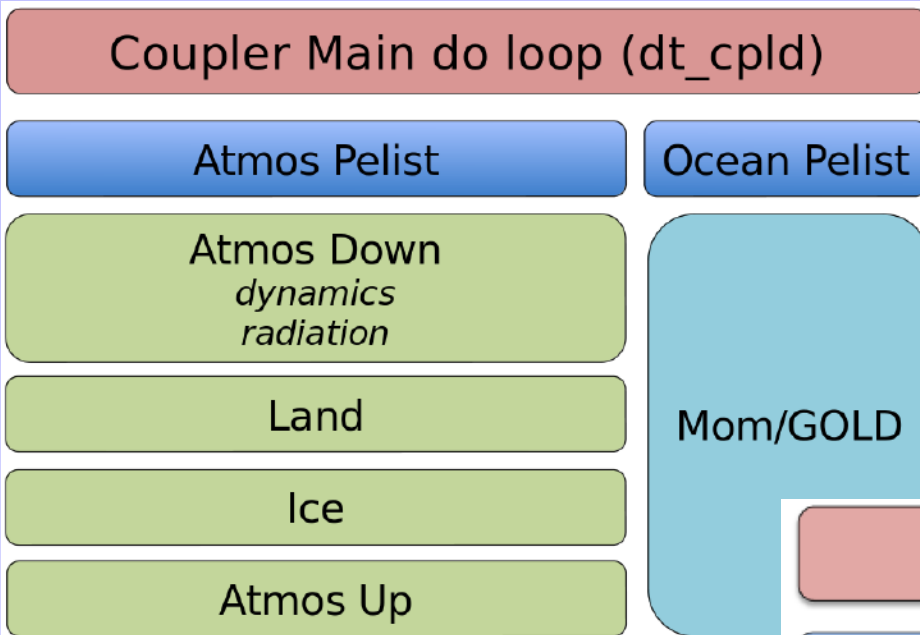 Coupler Main do loop (dt_cpld)
Atmos Pelist
Ocean Pelist
Atmos Down
dynamics
radiation
Land
Mom/GOLD
Ice
Atmos Up